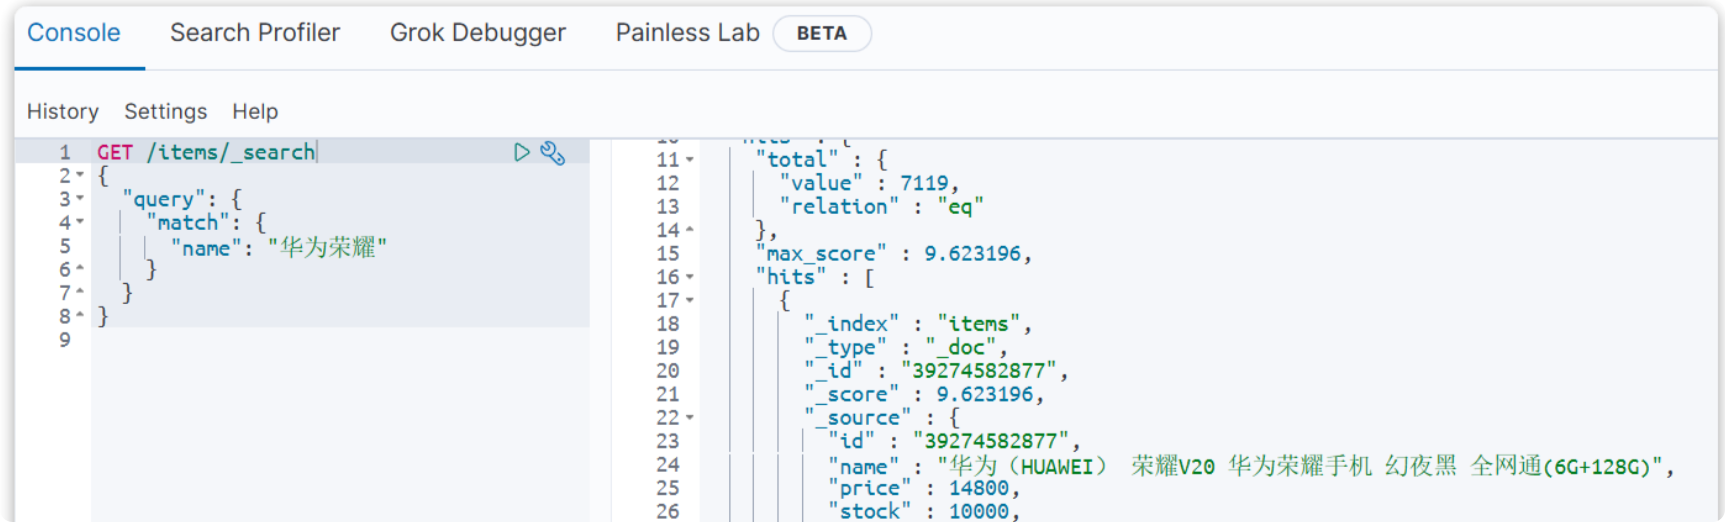 Console Search Profiler Grok Debugger Painless Lab BETA
History Settings Help
1 GET /items/_search
2 {
3 "query": {
4 "match": {
5 "name": "华为荣耀"
6 }
7 }
8 }
9
11 "total" : {
12 "value" : 7119,
13 "relation" : "eq"
14 },
15 "max_score" : 9.623196,
16 "hits" : [
17 {
18 "_index" : "items",
19 "_type" : "_doc",
20 "_id" : "39274582877",
21 "_score" : 9.623196,
22 "_source" : {
23 "id" : "39274582877",
24 "name" : "华为（HUAWEI） 荣耀V20 华为荣耀手机 幻夜黑 全网通(6G+128G)",
25 "price" : 14800,
26 "stock" : 10000,